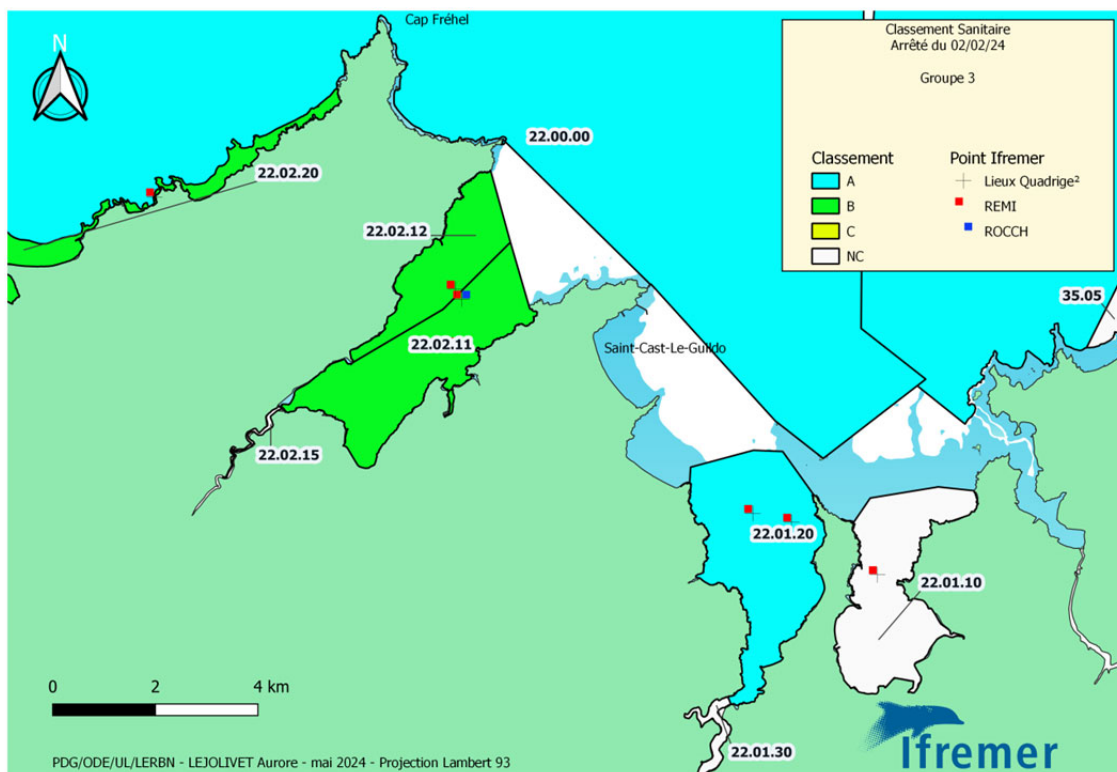 Cap Fréhel
Classement Sanitaire
Arrêté du 02/02/24
Groupe 3
N
22.00.00
Classement
Point Ifremer
A
Lieux Quadrige²
B
REMI
C
ROCCH
NC
22.02.20
22.02.12
35.05
22.02.11
Saint-Cast-Le-Guildo
22.02.15
22.01.20
22.01.10
0 2 4 km
22.01.30
Ifremer
PDG/ODE/UL/LERBN - LEJOLIVET Aurore - mai 2024 - Projection Lambert 93